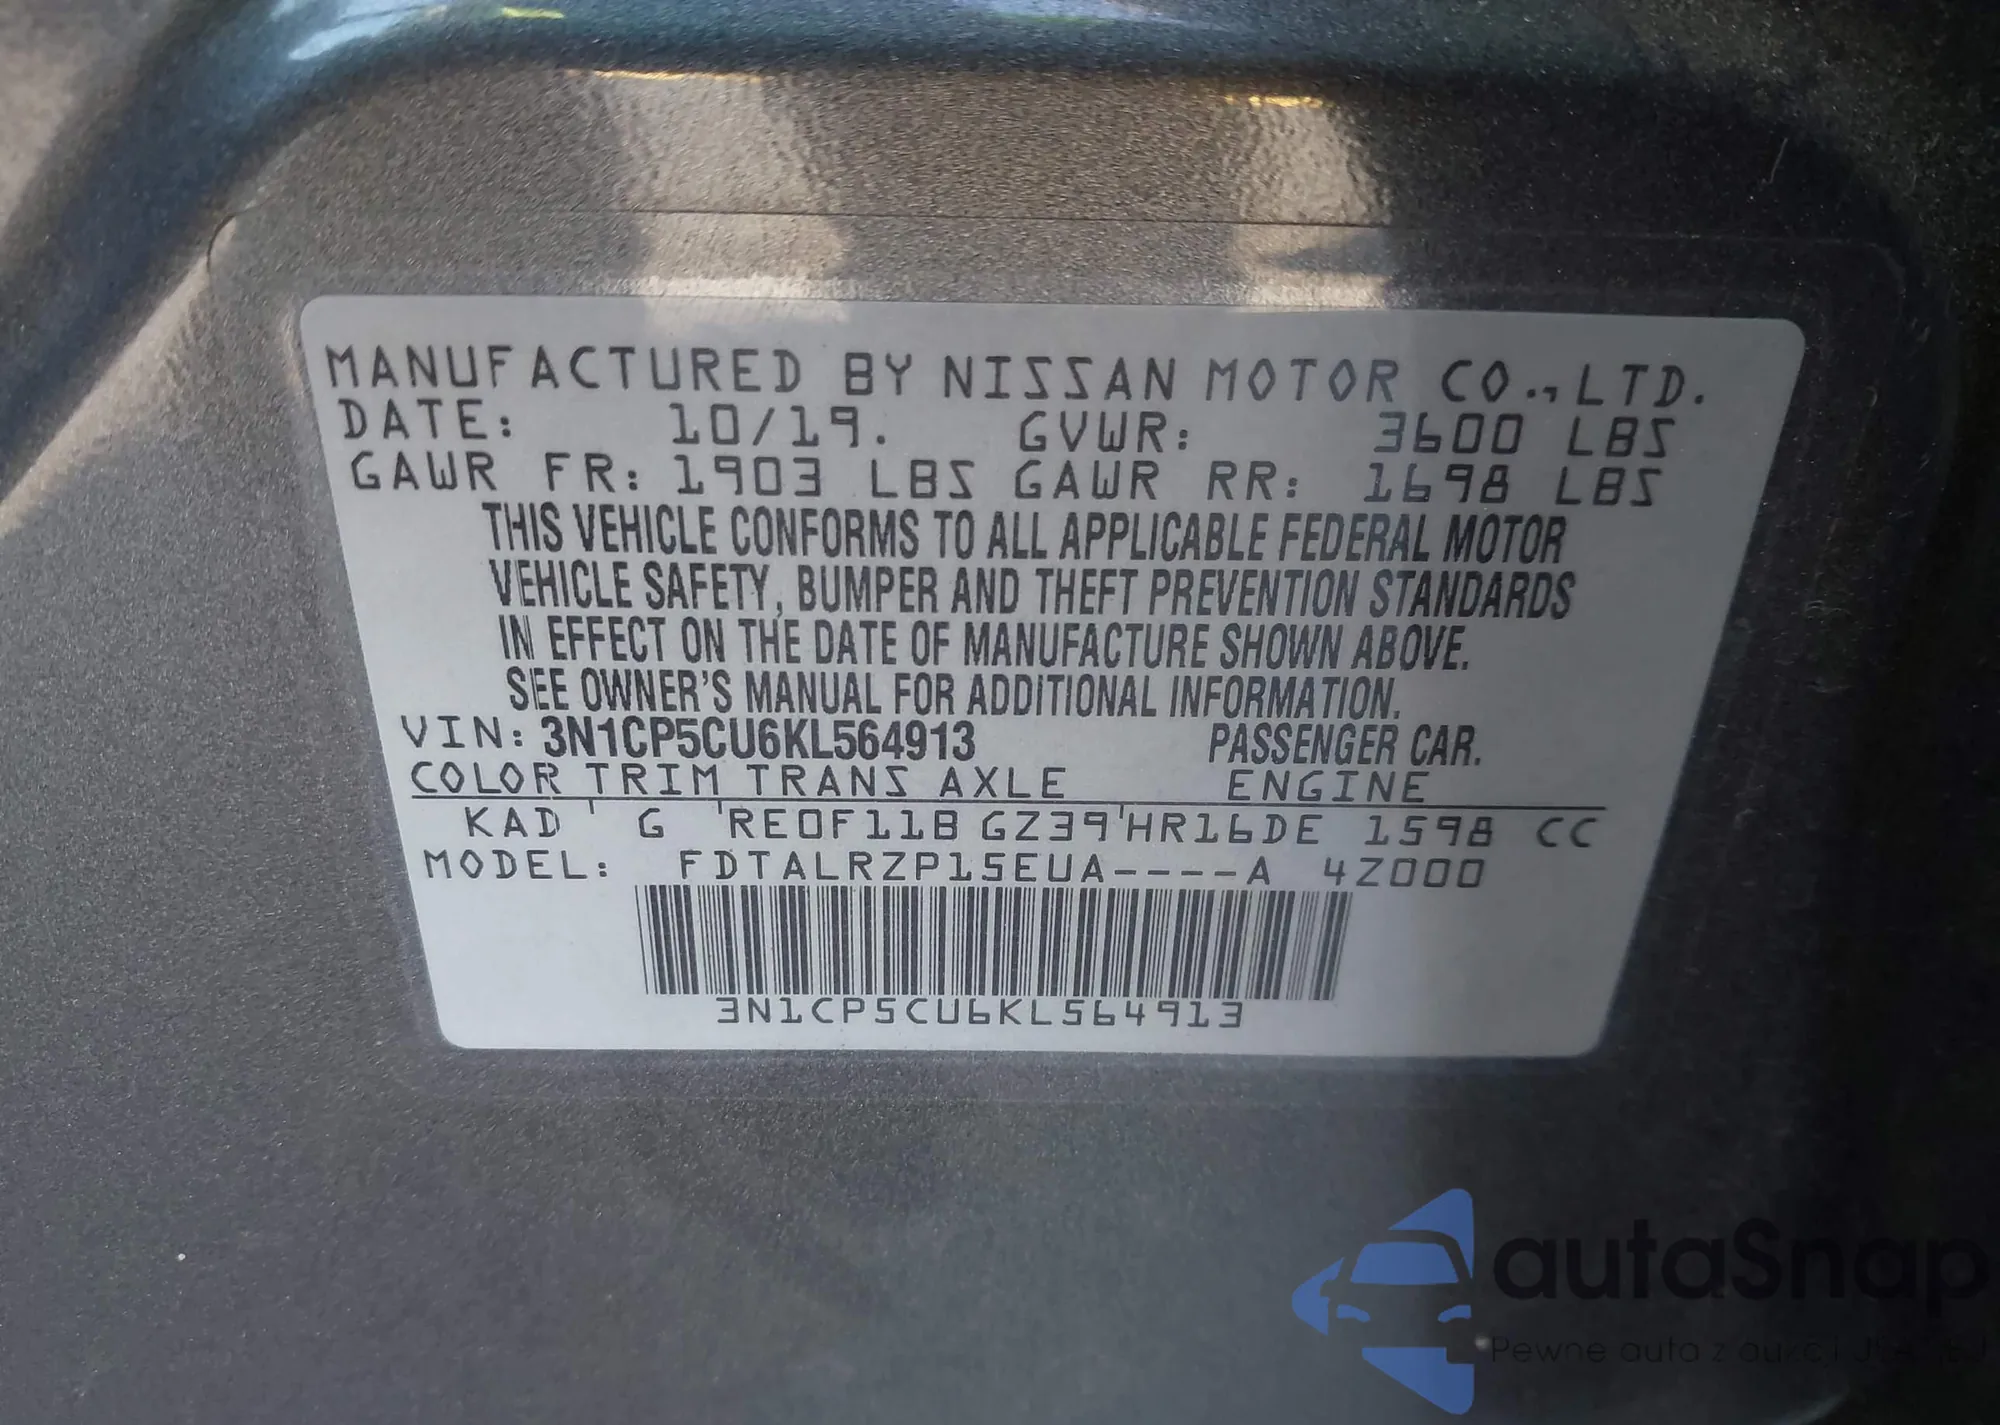 MANUFACTURED BY NISSAN MOTOR CO.,LTD.
DATE: 10/19. GVWR: 3600 LBS
GAWR FR: 1903 LBS GAWR RR: 1698 LBS
THIS VEHICLE CONFORMS TO ALL APPLICABLE FEDERAL MOTOR
VEHICLE SAFETY, BUMPER AND THEFT PREVENTION STANDARDS
IN EFFECT ON THE DATE OF MANUFACTURE SHOWN ABOVE.
SEE OWNER'S MANUAL FOR ADDITIONAL INFORMATION.
VIN: 3N1CP5CU6KL564913 PASSENGER CAR.
COLOR TRIM TRANS AXLE ENGINE
KAD G RE0F11B GZ39 HR16DE 1598 CC
MODEL: FDTALRZP15EUA----A 4Z000
3N1CP5CU6KL564913
autaSnap
Pewne auta z aukcji